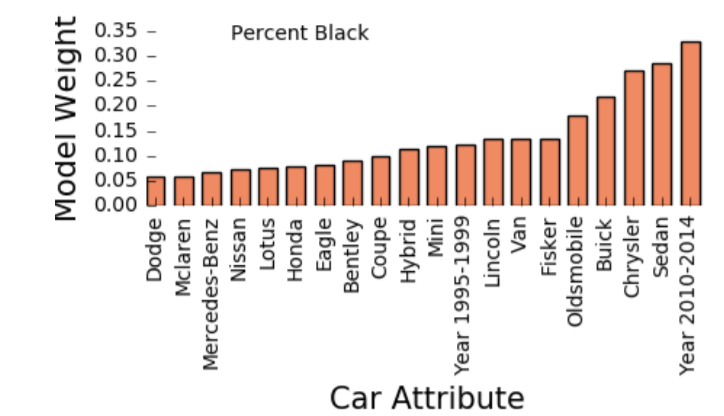 Percent Black
Model Weight
0.35
0.30
0.25
0.20
0.15
0.10
0.05
0.00
Dodge
Mclaren
Mercedes-Benz
Nissan
Lotus
Honda
Eagle
Bentley
Coupe
Hybrid
Mini
Year 1995-1999
Lincoln
Van
Fisker
Oldsmobile
Buick
Chrysler
Sedan
Year 2010-2014
Car Attribute